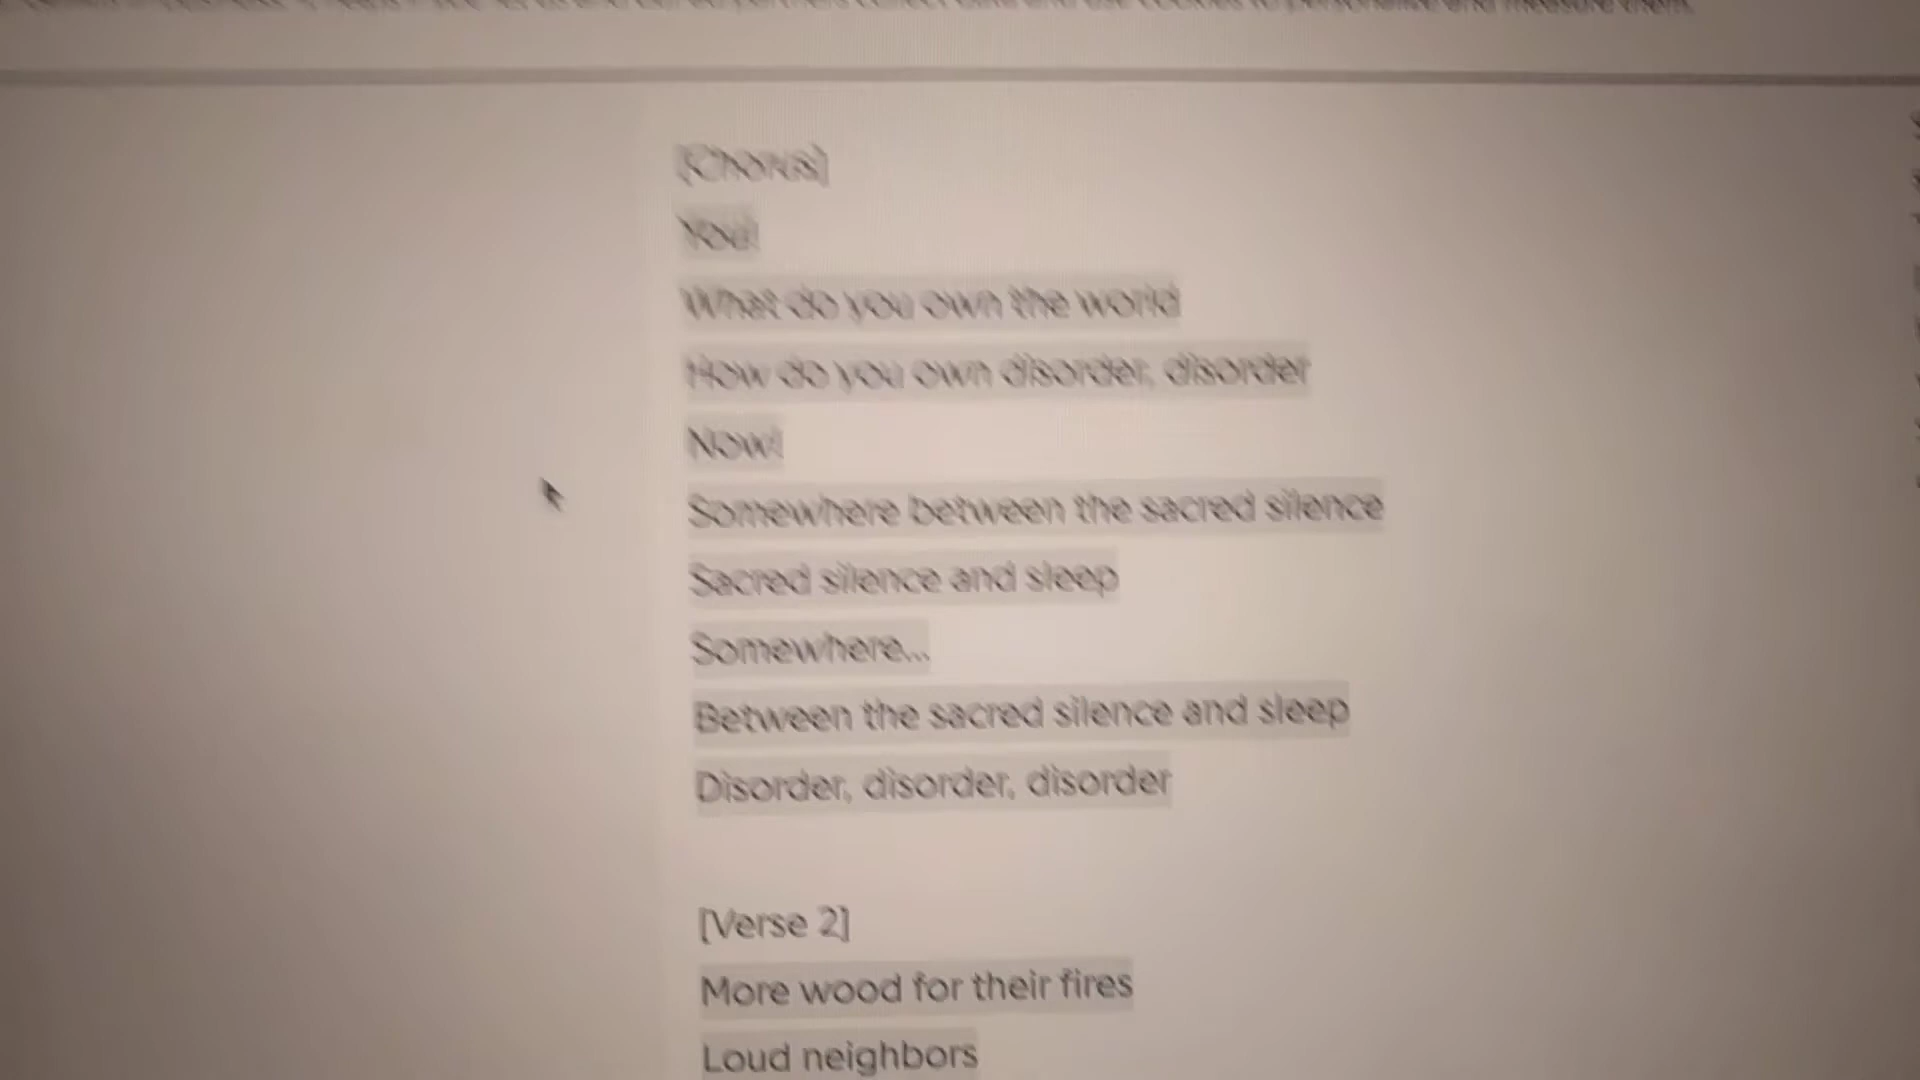 [Chorus]
You!
What do you own the world
How do you own disorder, disorder
Now!
Somewhere between the sacred silence
Sacred silence and sleep
Somewhere...
Between the sacred silence and sleep
Disorder, disorder, disorder
[Verse 2]
More wood for their fires
Loud neighbors